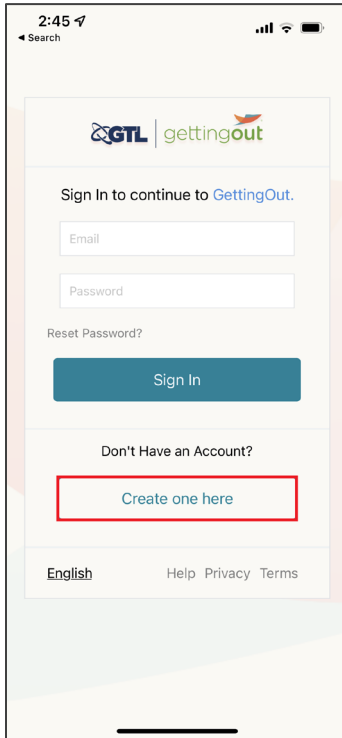 2:45
Search
GTL | gettingout
Sign In to continue to GettingOut.
Email
Password
Reset Password?
Sign In
Don't Have an Account?
Create one here
English Help Privacy Terms